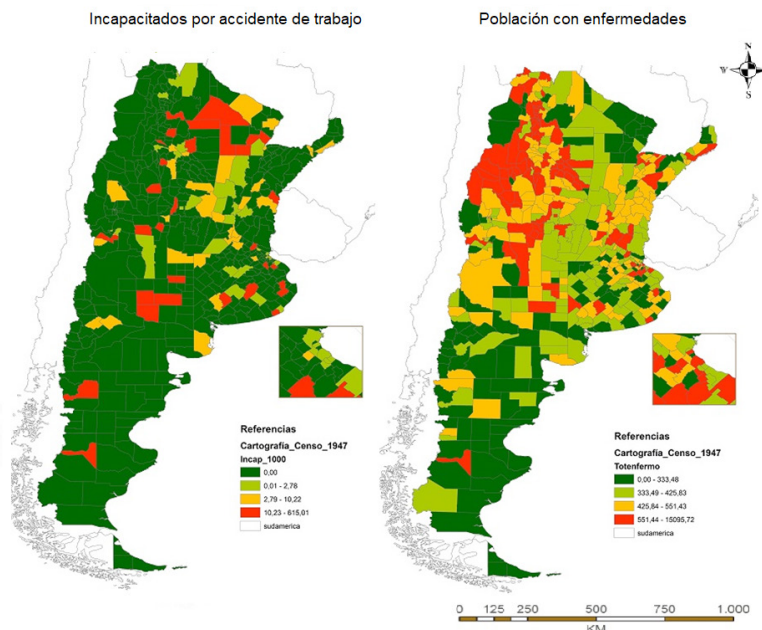 Incapacitados por accidente de trabajo
Población con enfermedades
N
W E
S
Referencias
Cartografía_Censo_1947
Incap_1000
0,00
0,01 - 2,78
2,79 - 10,22
10,23 - 615,01
sudamerica
Referencias
Cartografía_Censo_1947
Totenfermo
0,00 - 333,48
333,49 - 425,83
425,84 - 551,43
551,44 - 15095,72
sudamerica
0 125 250 500 750 1.000
KM